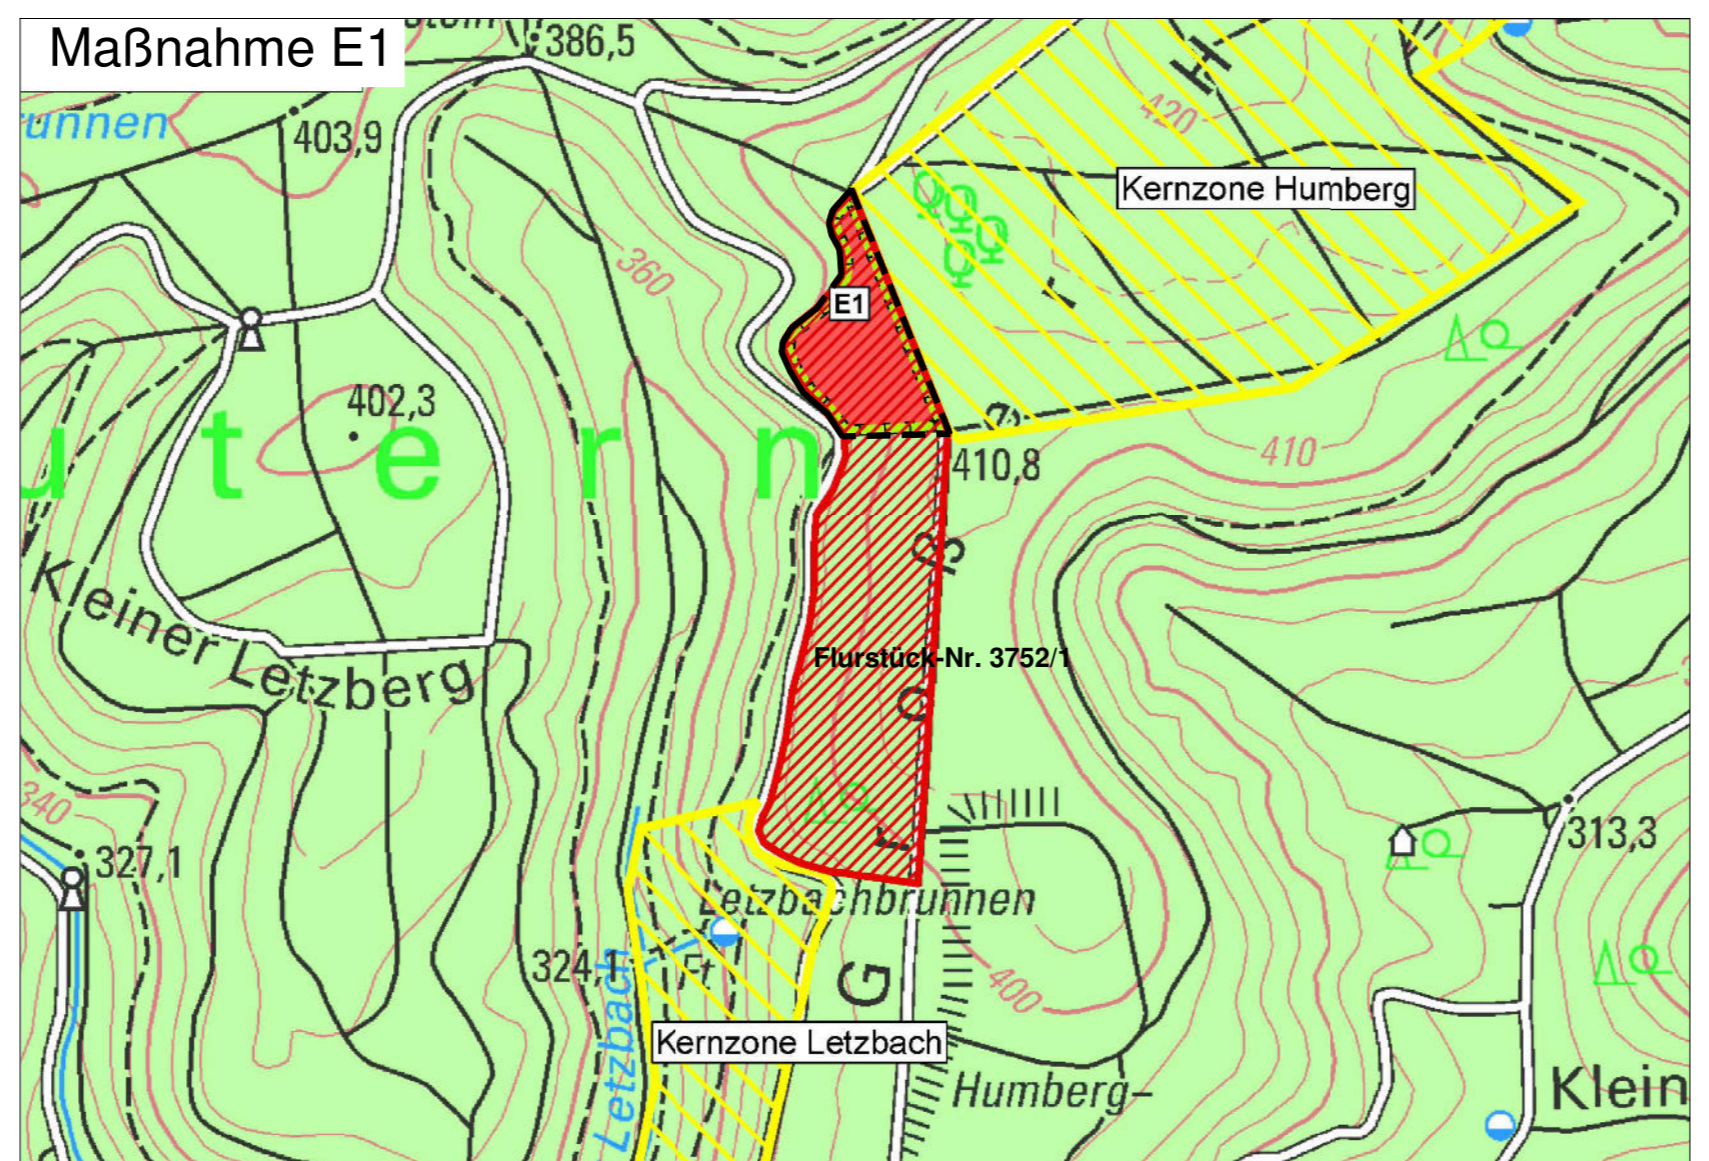 Maßnahme E1
386,5
403,9
420
Kernzone Humberg
360
E1
402,3
u t e r n
410,8
410
Kleiner Letzberg
Flurstück-Nr. 3752/1
340
327,1
313,3
Letzbachbrunnen
324,1
Ft
G r o ß e r H
400
Letzbach
Kernzone Letzbach
Humberg-
Klein